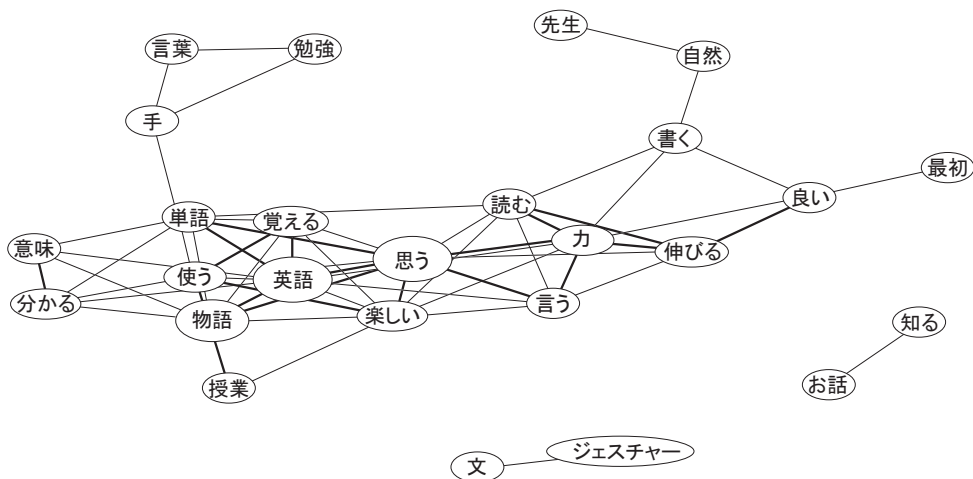 先生
言葉
勉強
自然
手
書く
最初
良い
読む
単語
覚える
力
意味
伸びる
思う
使う
英語
分かる
言う
物語
楽しい
知る
授業
お話
ジェスチャー
文